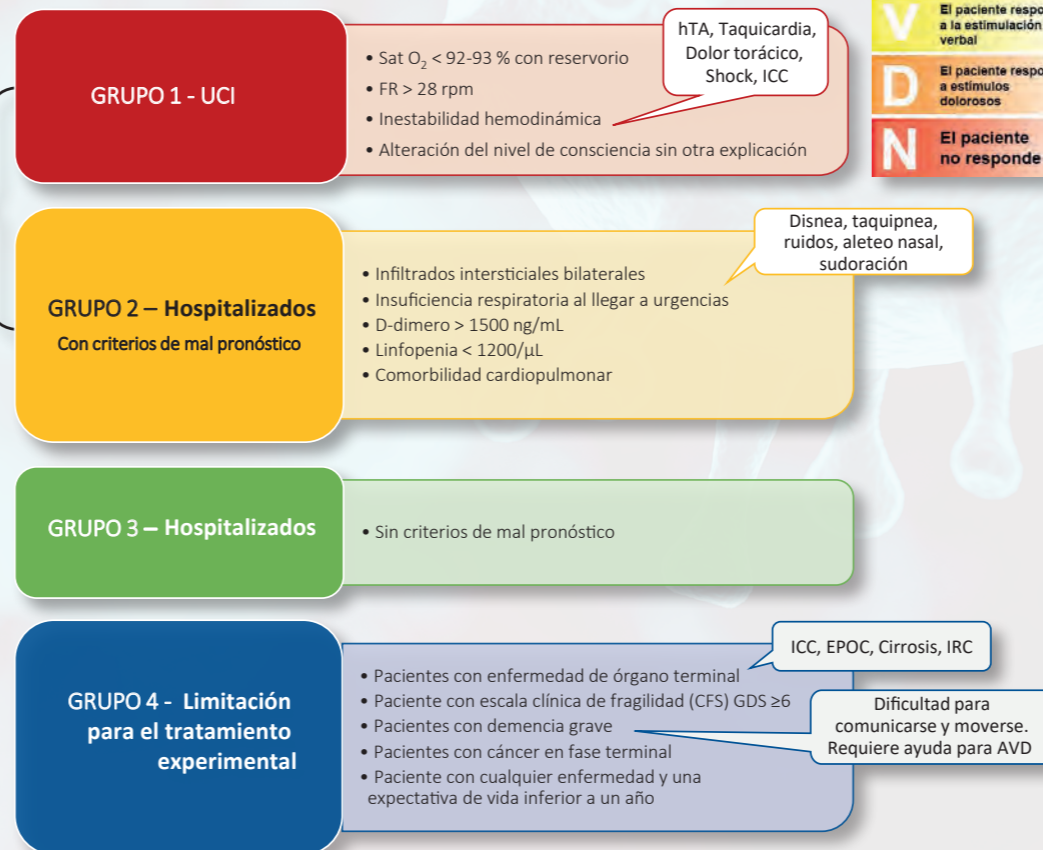 GRUPO 1 - UCI
• Sat O₂ < 92-93 % con reservorio
• FR > 28 rpm
• Inestabilidad hemodinámica
• Alteración del nivel de consciencia sin otra explicación
hTA, Taquicardia,
Dolor torácico,
Shock, ICC
V
El paciente
a la estimulación
verbal
D
El paciente
a estimulos
dolorosos
N
El paciente
no responde
GRUPO 2 – Hospitalizados
Con criterios de mal pronóstico
• Infiltrados intersticiales bilaterales
• Insuficiencia respiratoria al llegar a urgencias
• D-dimero > 1500 ng/mL
• Linfopenia < 1200/µL
• Comorbilidad cardiopulmonar
Disnea, taquipnea,
ruidos, aleteo nasal,
sudoración
GRUPO 3 – Hospitalizados
• Sin criterios de mal pronóstico
GRUPO 4 - Limitación
para el tratamiento
experimental
• Pacientes con enfermedad de órgano terminal
• Paciente con escala clínica de fragilidad (CFS) GDS ≥6
• Pacientes con demencia grave
• Pacientes con cáncer en fase terminal
• Paciente con cualquier enfermedad y una
expectativa de vida inferior a un año
ICC, EPOC, Cirrosis, IRC
Dificultad para
comunicarse y moverse.
Requiere ayuda para AVD